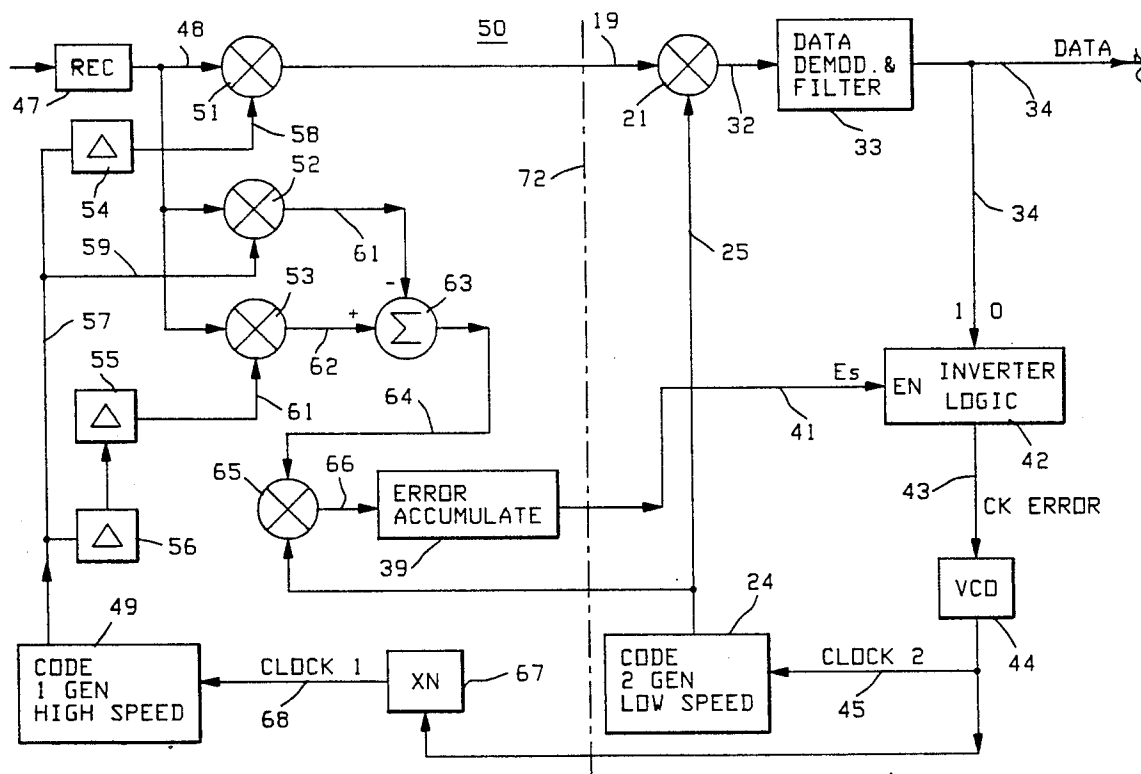 48
50
19
REC
47
51
58
21
32
DATA
DEMOD. &
FILTER
33
DATA
34
54
52
72
34
59
61
25
53
-
+
63
Σ
57
62
1 0
55
61
64
Es
EN INVERTER
LOGIC
41
42
65
66
ERROR
ACCUMULATE
43
CK ERROR
56
39
24
VCO
44
49
CODE
1 GEN
HIGH SPEED
CLOCK 1
68
XN
67
CODE
2 GEN
LOW SPEED
CLOCK 2
45